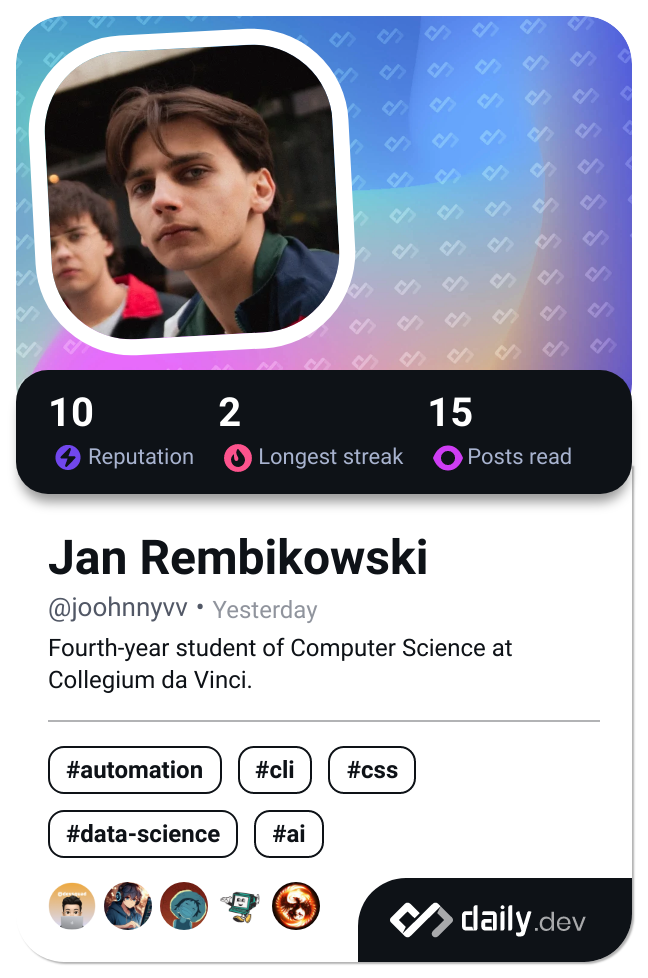 10 2 15
Reputation Longest streak Posts read
Jan Rembikowski
@joohnnyvv • Yesterday
Fourth-year student of Computer Science at
Collegium da Vinci.
#automation #cli #css
#data-science #ai
daily.dev